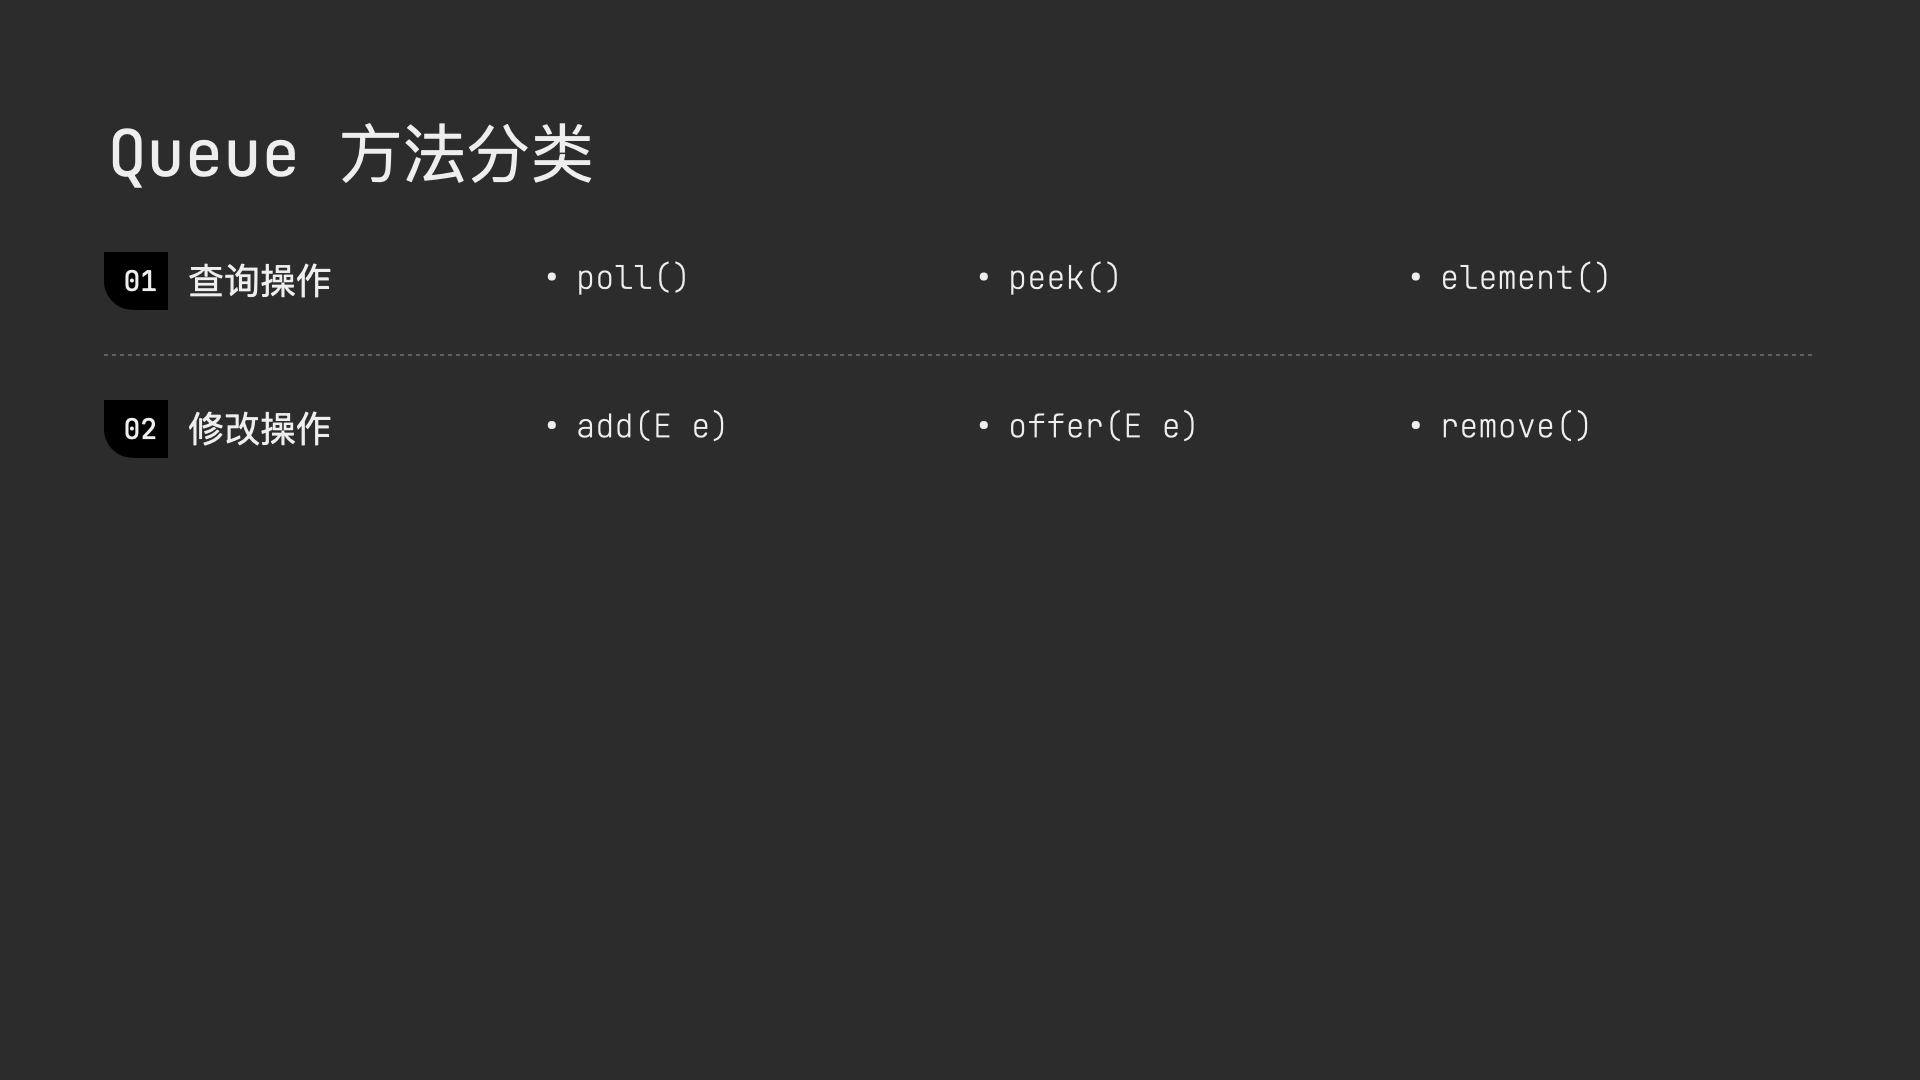 Queue 方法分类
01 查询操作 • poll() • peek() • element()
02 修改操作 • add(E e) • offer(E e) • remove()